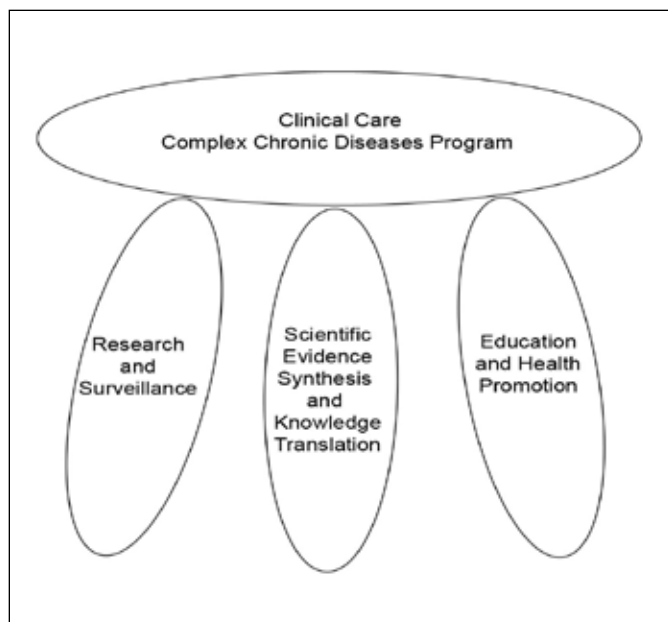 Clinical Care
Complex Chronic Diseases Program
Research
and
Surveillance
Scientific
Evidence
Synthesis
and
Knowledge
Translation
Education
and Health
Promotion